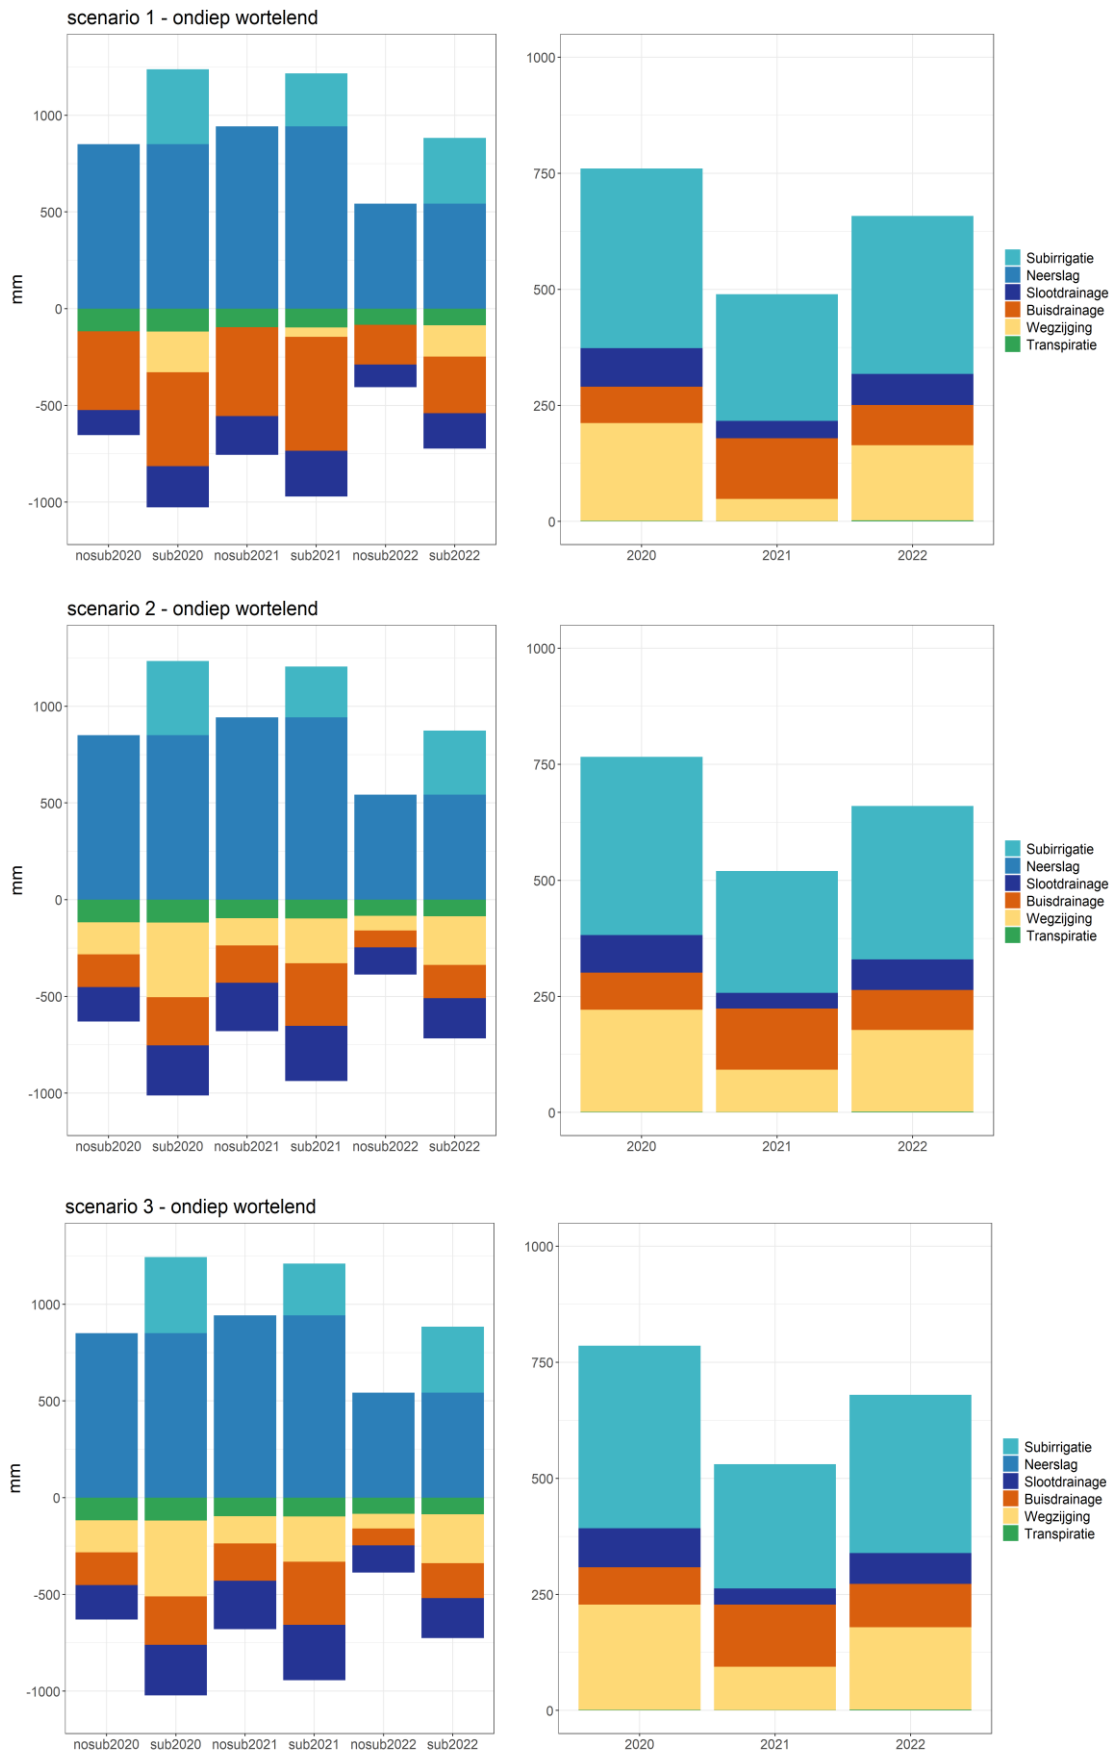 scenario 1 - ondiep wortelend
mm
1000
500
0
-500
-1000
nosub2020 sub2020 nosub2021 sub2021 nosub2022 sub2022
1000
750
500
250
0
2020 2021 2022
Subirrigatie
Neerslag
Slootdrainage
Buisdrainage
Wegzijging
Transpiratie
scenario 2 - ondiep wortelend
mm
1000
500
0
-500
-1000
nosub2020 sub2020 nosub2021 sub2021 nosub2022 sub2022
1000
750
500
250
0
2020 2021 2022
Subirrigatie
Neerslag
Slootdrainage
Buisdrainage
Wegzijging
Transpiratie
scenario 3 - ondiep wortelend
mm
1000
500
0
-500
-1000
nosub2020 sub2020 nosub2021 sub2021 nosub2022 sub2022
1000
750
500
250
0
2020 2021 2022
Subirrigatie
Neerslag
Slootdrainage
Buisdrainage
Wegzijging
Transpiratie